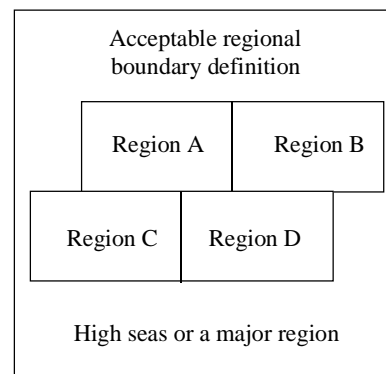 Acceptable regional
boundary definition
Region A
Region B
Region C
Region D
High seas or a major region